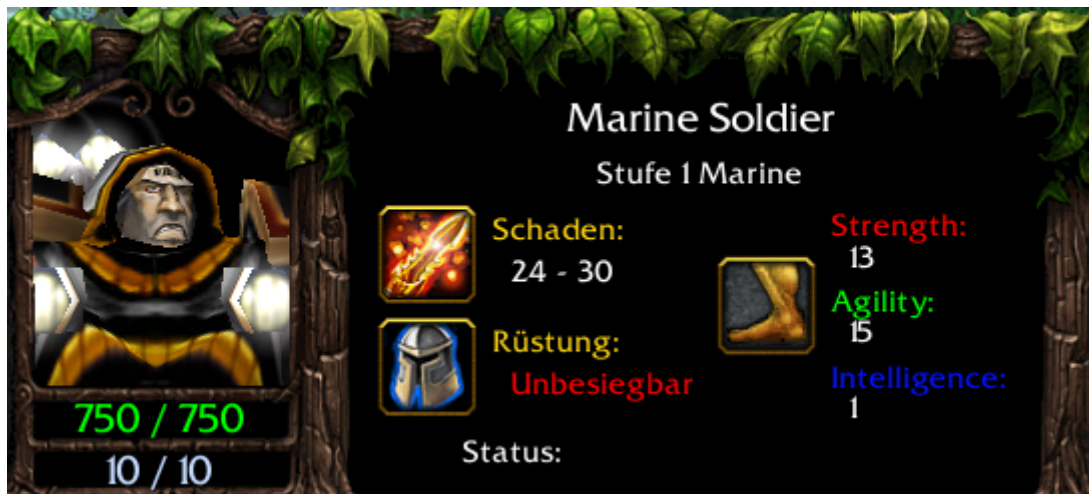 Marine Soldier
Stufe 1 Marine
Schaden:
24 - 30
Rüstung:
Unbesiegbar
Strength:
13
Agility:
15
Intelligence:
1
Status:
750 / 750
10 / 10